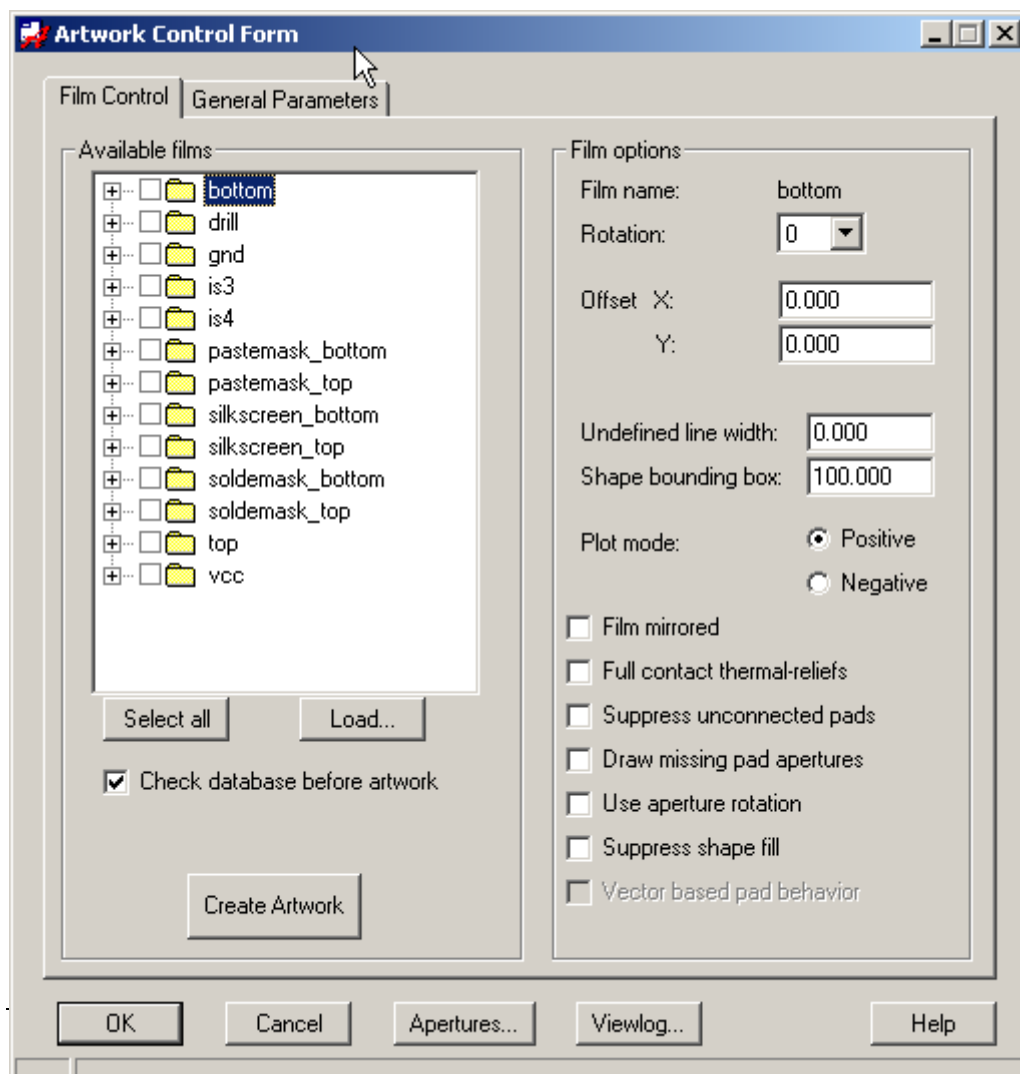 Artwork Control Form
Film Control
General Parameters
Available films
bottom
drill
gnd
is3
is4
pastemask_bottom
pastemask_top
silkscreen_bottom
silkscreen_top
soldemask_bottom
soldemask_top
top
vcc
Select all
Load...
Check database before artwork
Create Artwork
Film options
Film name: bottom
Rotation: 0
Offset X: 0.000
Y: 0.000
Undefined line width: 0.000
Shape bounding box: 100.000
Plot mode: Positive
Negative
Film mirrored
Full contact thermal-reliefs
Suppress unconnected pads
Draw missing pad apertures
Use aperture rotation
Suppress shape fill
Vector based pad behavior
OK
Cancel
Apertures...
Viewlog...
Help